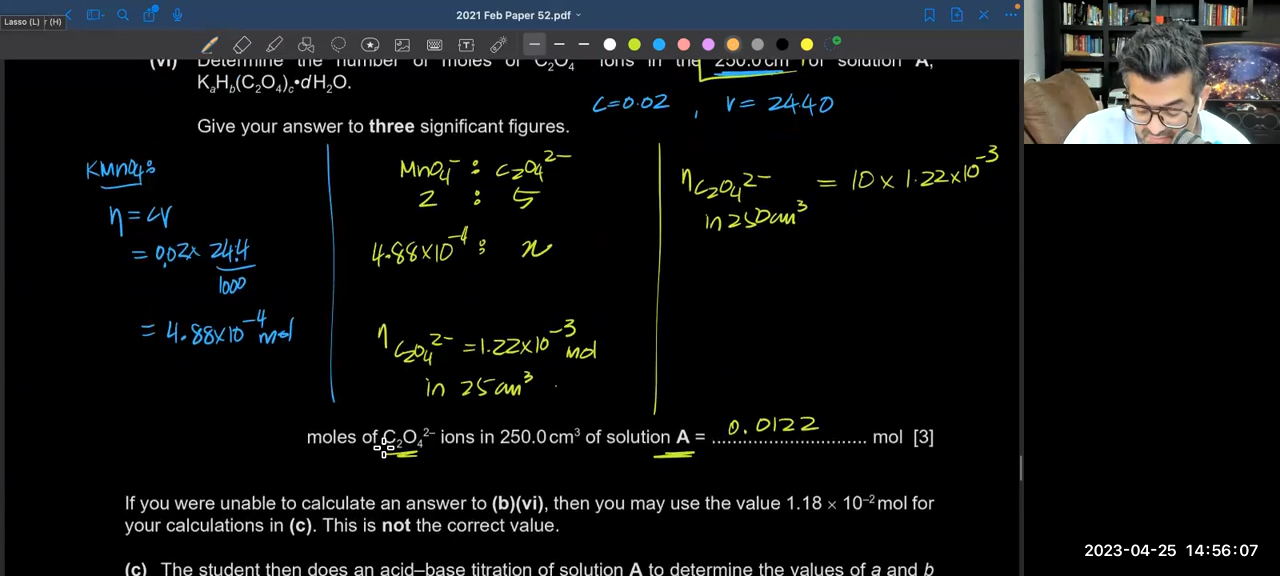 2021 Feb Paper 52.pdf
Lasso (L)
(H)
(vi) Determine the number of moles of C₂O₄ ions in the 250.0 cm of solution A,
KₐH_b(C₂O₄)_c•dH₂O.
c=0.02 , V= 24.40
Give your answer to three significant figures.
KMnO₄:
n = cv
= 0.02 × 24.4
1000
= 4.88×10⁻⁴ mol
MnO₄⁻ : C₂O₄²⁻
2 : 5
4.88×10⁻⁴ : x
n C₂O₄²⁻ = 1.22×10⁻³ mol
in 25cm³
n C₂O₄²⁻ = 10 × 1.22×10⁻³
in 250cm³
moles of C₂O₄²⁻ ions in 250.0 cm³ of solution A = 0.0122 mol [3]
If you were unable to calculate an answer to (b)(vi), then you may use the value 1.18 × 10⁻² mol for
your calculations in (c). This is not the correct value.
(c) The student then does an acid–base titration of solution A to determine the values of a and b
2023-04-25 14:56:07